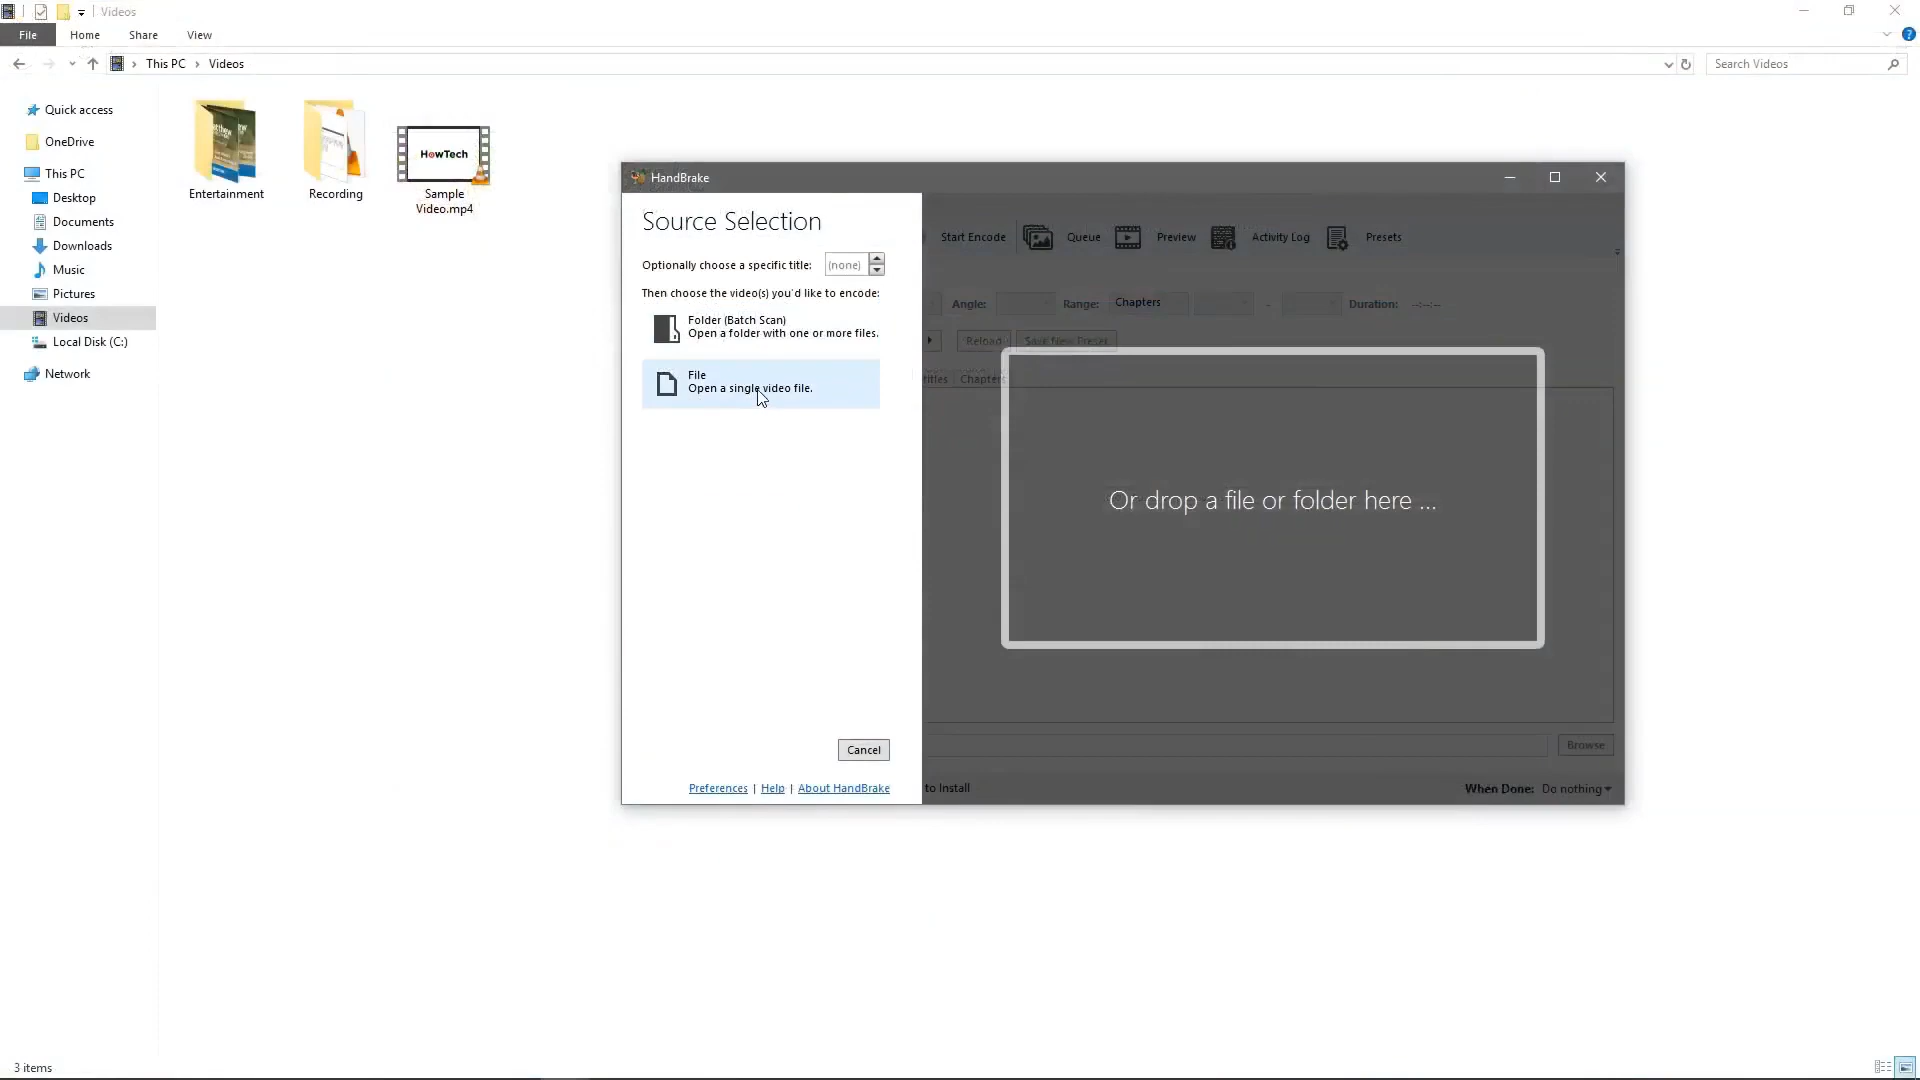 Videos
File Home Share View
This PC Videos
Search Videos
Quick access
OneDrive
This PC
Desktop
Documents
Downloads
Music
Pictures
Videos
Local Disk (C:)
Network
HowTech
Entertainment
Recording
Sample
Video.mp4
HandBrake
Source Selection
Optionally choose a specific title: (none)
Then choose the video(s) you'd like to encode:
Folder (Batch Scan)
Open a folder with one or more files.
File
Open a single video file.
Cancel
Preferences | Help | About HandBrake
Start Encode Queue Preview Activity Log Presets
Angle: Range: Chapters - Duration: --:--:--
Reload Save New Preset
Chapters
Or drop a file or folder here ...
Browse
to Install
When Done: Do nothing
3 items